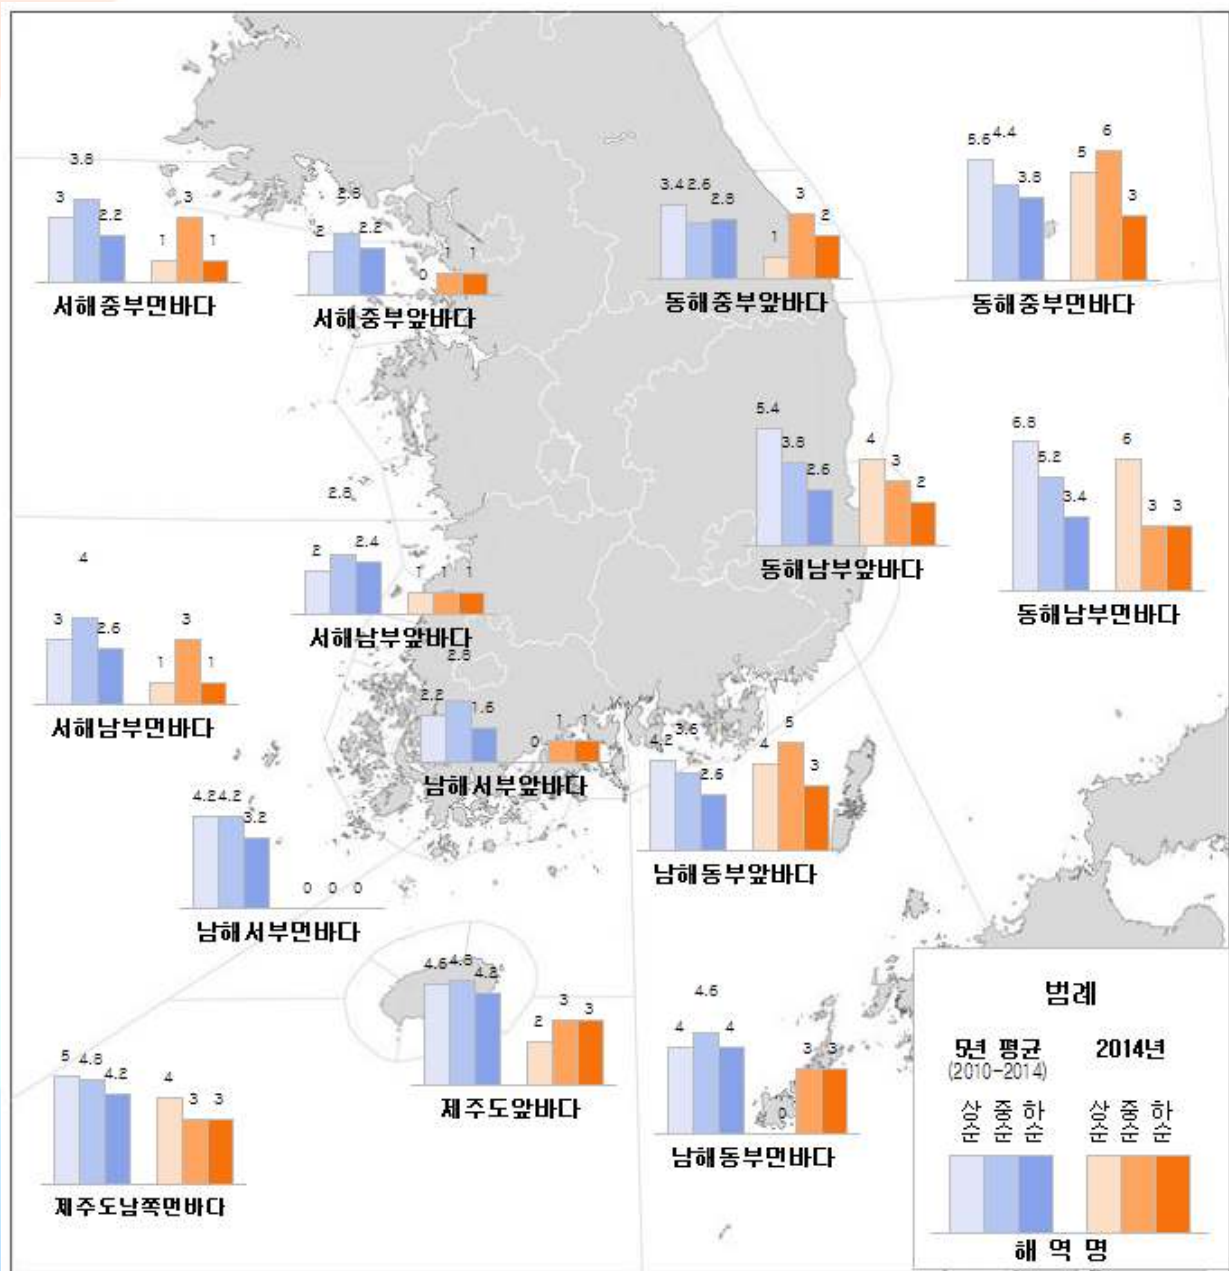 3 3.8 2.2 1 3 1
서해중부먼바다
2 2.8 2.2 0 1 1
서해중부앞바다
3.4 2.6 2.8 1 3 2
동해중부앞바다
5.6 4.4 3.8 5 6 3
동해중부먼바다
5.4 3.8 2.6 4 3 2
동해남부앞바다
6.8 5.2 3.4 6 3 3
동해남부먼바다
2 2.8 2.4 1 1 1
서해남부앞바다
3 4 2.6 1 3 1
서해남부먼바다
2.2 2.8 1.6 0 1 1
남해서부앞바다
4.2 3.6 2.6 4 5 3
남해동부앞바다
4.2 4.2 3.2 0 0 0
남해서부먼바다
4.6 4.8 4.2 2 3 3
제주도앞바다
4 4.6 4 0 3 3
남해동부먼바다
5 4.8 4.2 4 3 3
제주도남쪽먼바다
범례
5년 평균 2014년
(2010-2014)
상순 중순 하순 상순 중순 하순
해 역 명